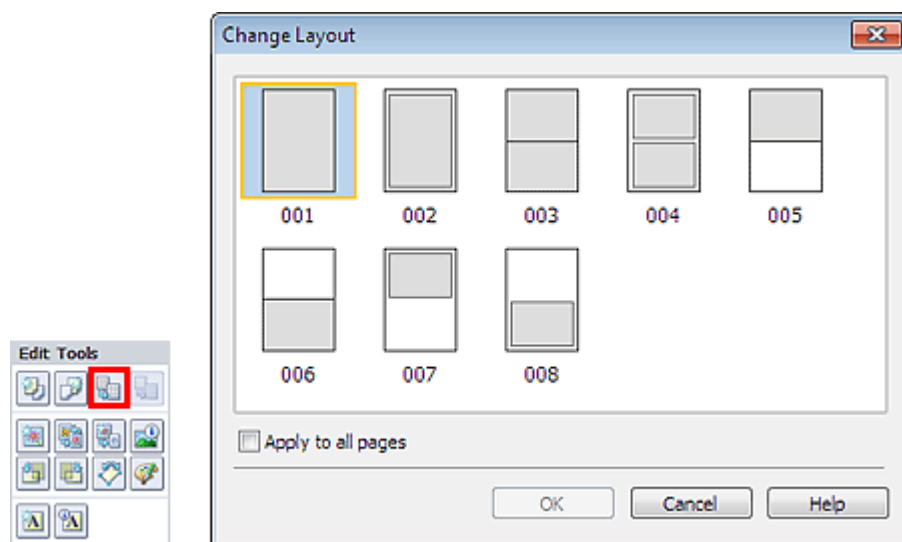 Change Layout
001 002 003 004 005
006 007 008
Apply to all pages
OK Cancel Help
Edit Tools
A A